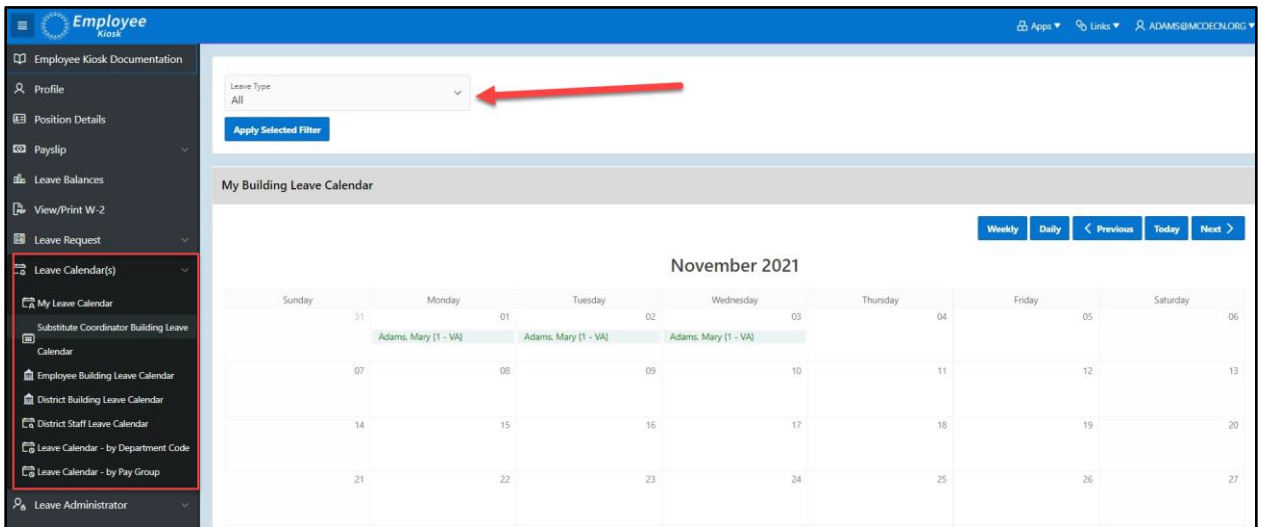 Employee
Kiosk
Apps
Links
ADAMS@MCOECN.ORG
Employee Kiosk Documentation
Profile
Position Details
Payslip
Leave Balances
View/Print W-2
Leave Request
Leave Calendar(s)
My Leave Calendar
Substitute Coordinator Building Leave
Calendar
Employee Building Leave Calendar
District Building Leave Calendar
District Staff Leave Calendar
Leave Calendar - by Department Code
Leave Calendar - by Pay Group
Leave Administrator
Leave Type
All
Apply Selected Filter
My Building Leave Calendar
Weekly Daily Previous Today Next
November 2021
Sunday Monday Tuesday Wednesday Thursday Friday Saturday
31 01 02 03 04 05 06
Adams, Mary [1 - VA] Adams, Mary [1 - VA] Adams, Mary [1 - VA]
07 08 09 10 11 12 13
14 15 16 17 18 19 20
21 22 23 24 25 26 27